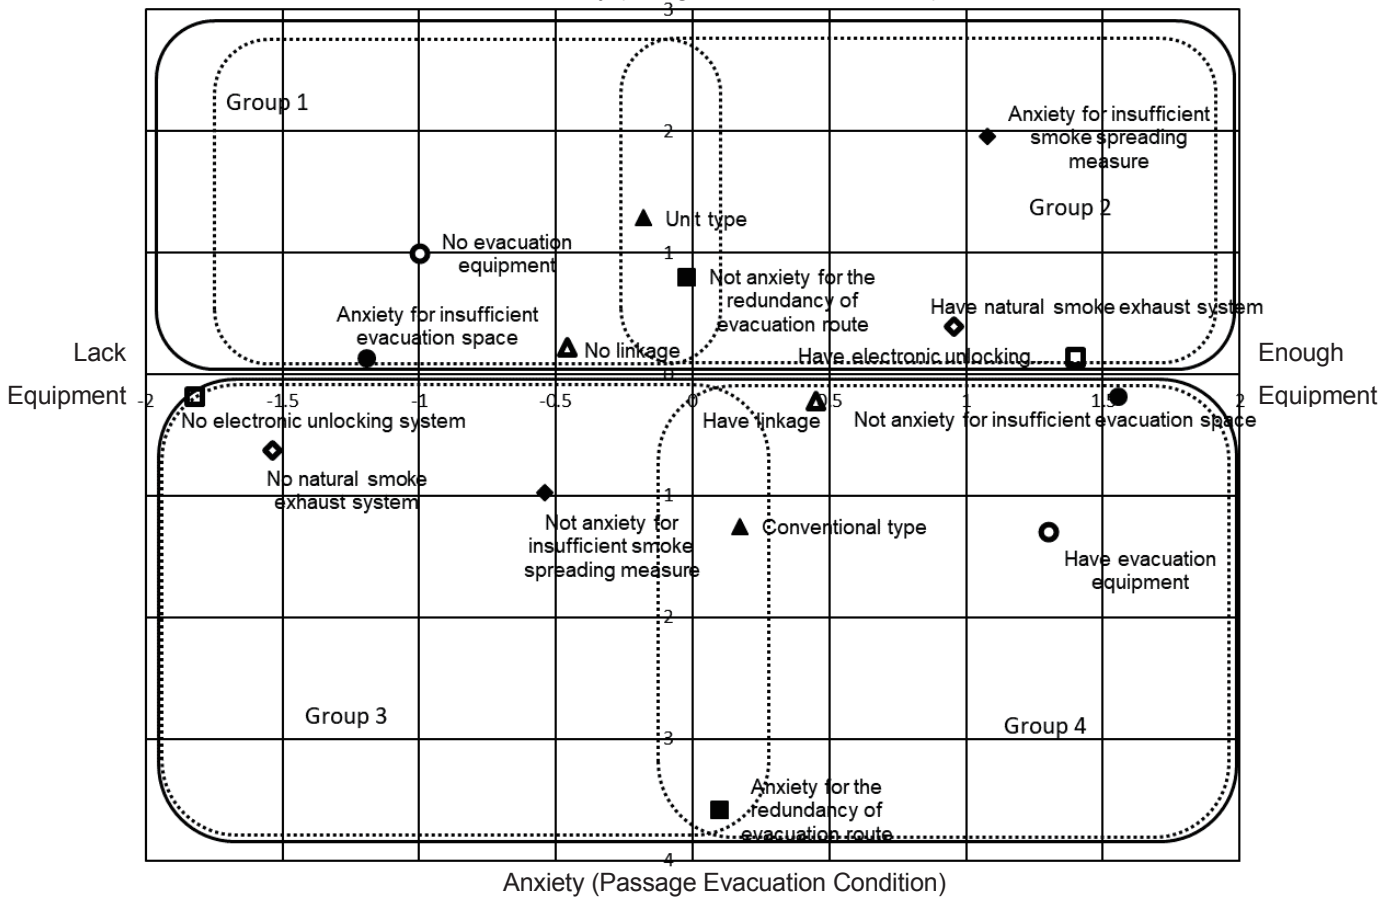 3
Group 1
Anxiety for insufficient
smoke spreading
measure
2
Group 2
Unit type
No evacuation
equipment
1
Not anxiety for the
redundancy of
evacuation route
Have natural smoke exhaust system
Anxiety for insufficient
evacuation space
No linkage
Have electronic unlocking...
Lack
Equipment
Enough
Equipment
0
-2
-1.5
-1
-0.5
0
0.5
1
1.5
2
No electronic unlocking system
Have linkage
Not anxiety for insufficient evacuation space
No natural smoke
exhaust system
1
Not anxiety for
insufficient smoke
spreading measure
Conventional type
Have evacuation
equipment
2
Group 3
Group 4
3
Anxiety for the
redundancy of
evacuation route
4
Anxiety (Passage Evacuation Condition)